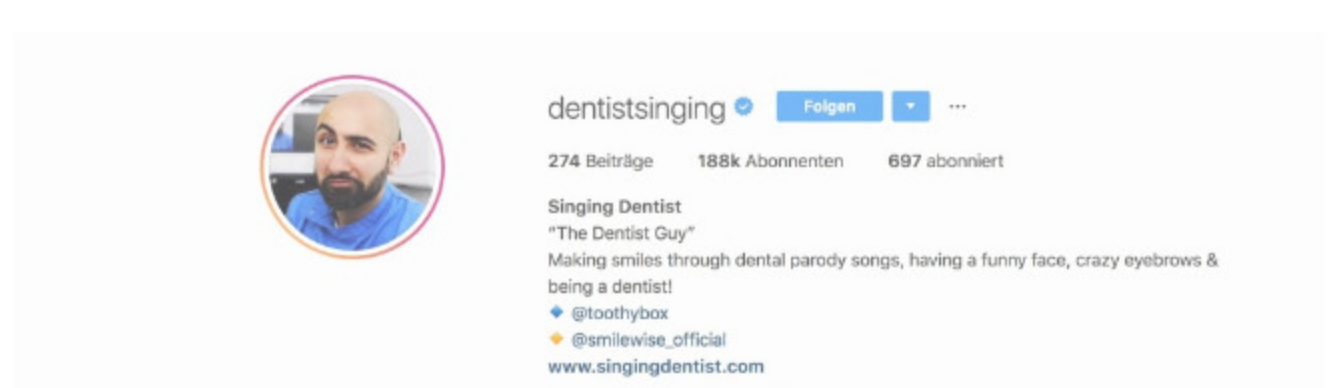 dentistsinging Folgen ...
274 Beiträge 188k Abonnenten 697 abonniert
Singing Dentist
"The Dentist Guy"
Making smiles through dental parody songs, having a funny face, crazy eyebrows &
being a dentist!
@toothybox
@smilewise_official
www.singingdentist.com